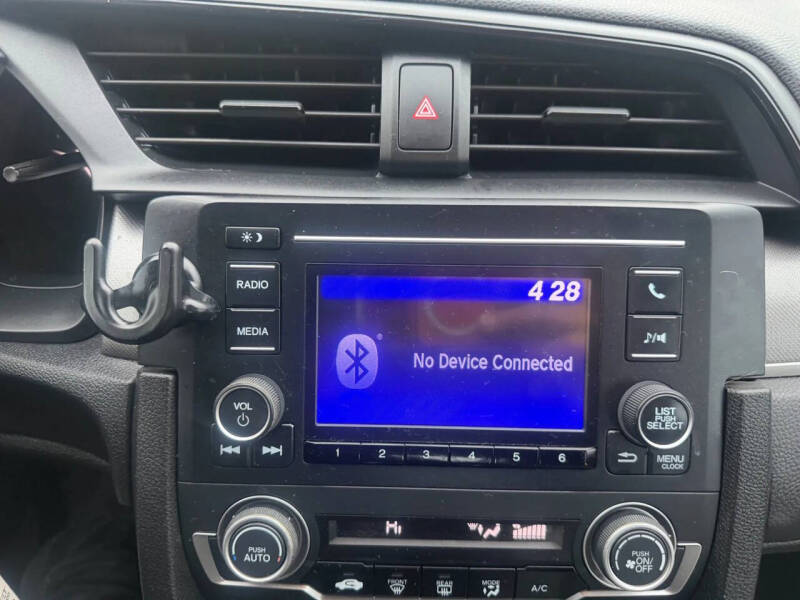 RADIO
MEDIA
4 28
No Device Connected
VOL
LIST
PUSH
SELECT
MENU
CLOCK
1 2 3 4 5 6
PUSH
AUTO
HI
PUSH
ON/
OFF
FRONT
REAR
MODE
A/C